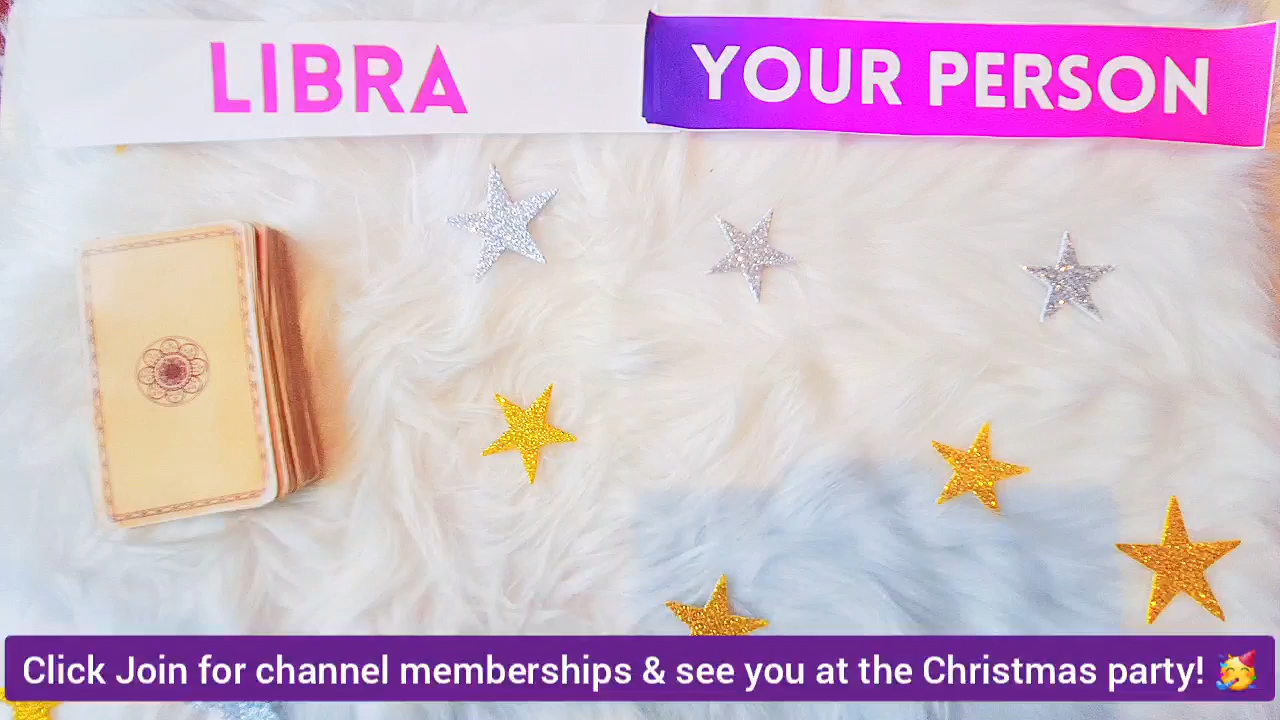 LIBRA
YOUR PERSON
Click Join for channel memberships & see you at the Christmas party! 🥳